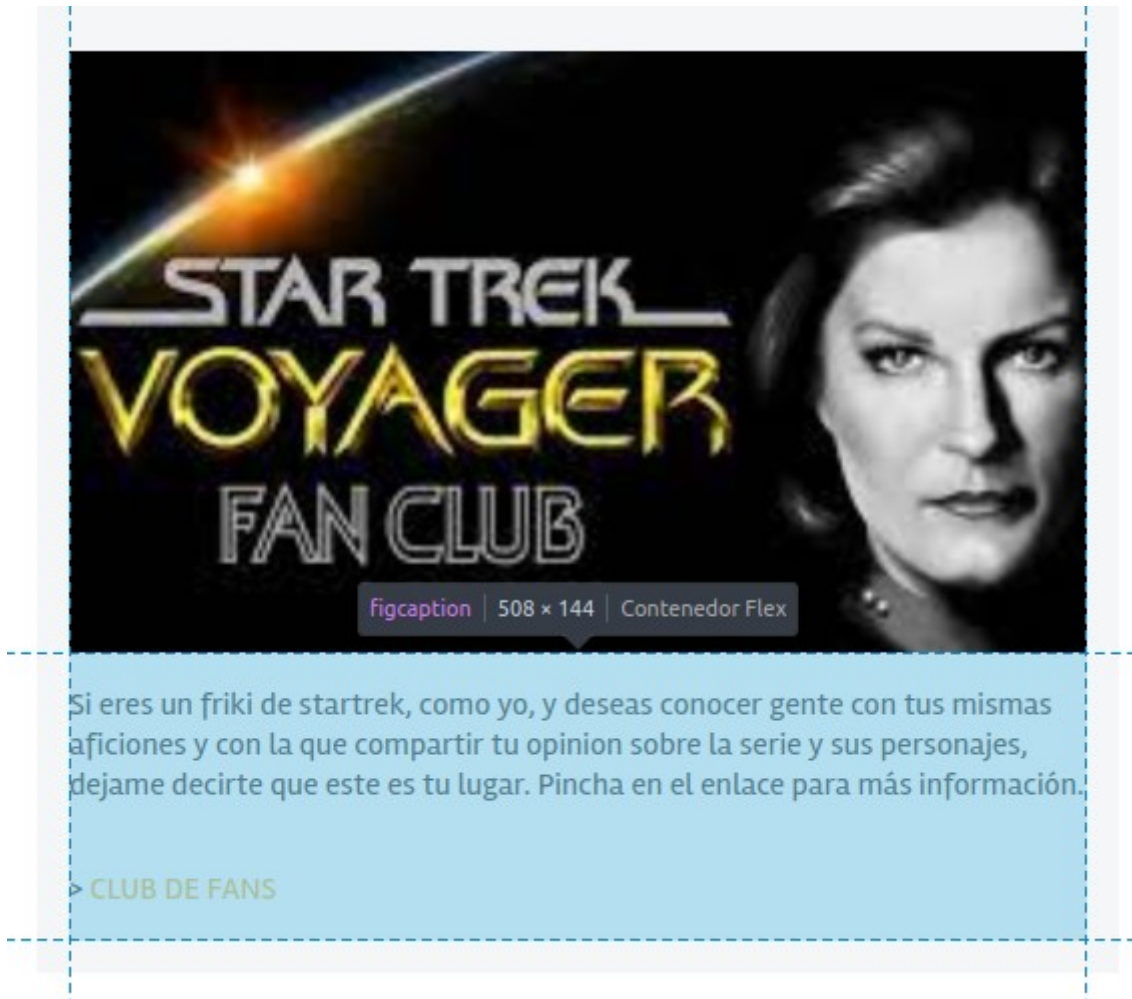 STAR TREK
VOYAGER
FAN CLUB
figcaption 508 × 144 Contenedor Flex
Si eres un friki de startrek, como yo, y deseas conocer gente con tus mismas
aficiones y con la que compartir tu opinion sobre la serie y sus personajes,
dejame decirte que este es tu lugar. Pincha en el enlace para más información.
> CLUB DE FANS